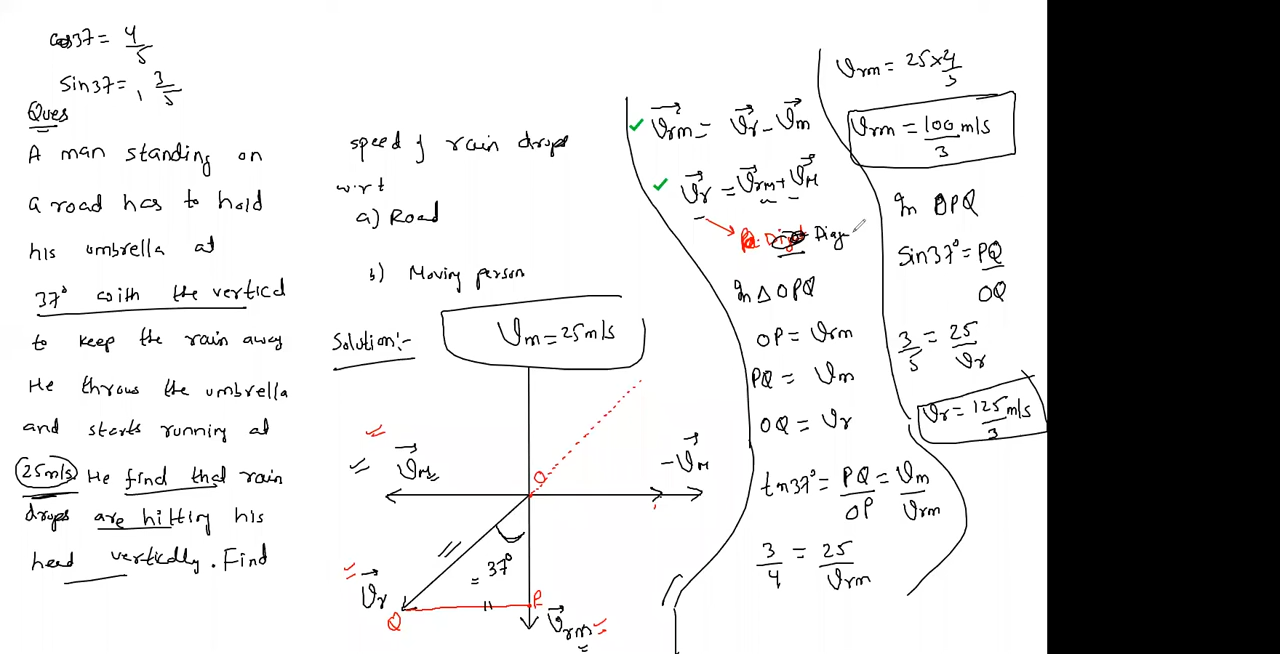 cos37 = 4/5
Sin37 = 3/5
Ques
A man standing on
a road has to hold
his umbrella at
37° with the vertical
to keep the rain away
He throws the umbrella
and starts running at
25m/s. He find that rain
drops are hitting his
head vertically. Find
speed of rain drops
w.r.t
a) Road
b) Moving person
Solution:-
Vm = 25m/s
-Vm
O
37°
Vr
Q
P
Vrm
Vrm = Vr - Vm
Vr = Vrm + VM
In Δ OPQ
OP = Vrm
PQ = Vm
OQ = Vr
tn37° = PQ/OP = Vm/Vrm
3/4 = 25/Vrm
Vrm = 25×4/3
Vrm = 100/3 m/s
In OPQ
Sin37° = PQ/OQ
3/5 = 25/Vr
Vr = 125/3 m/s